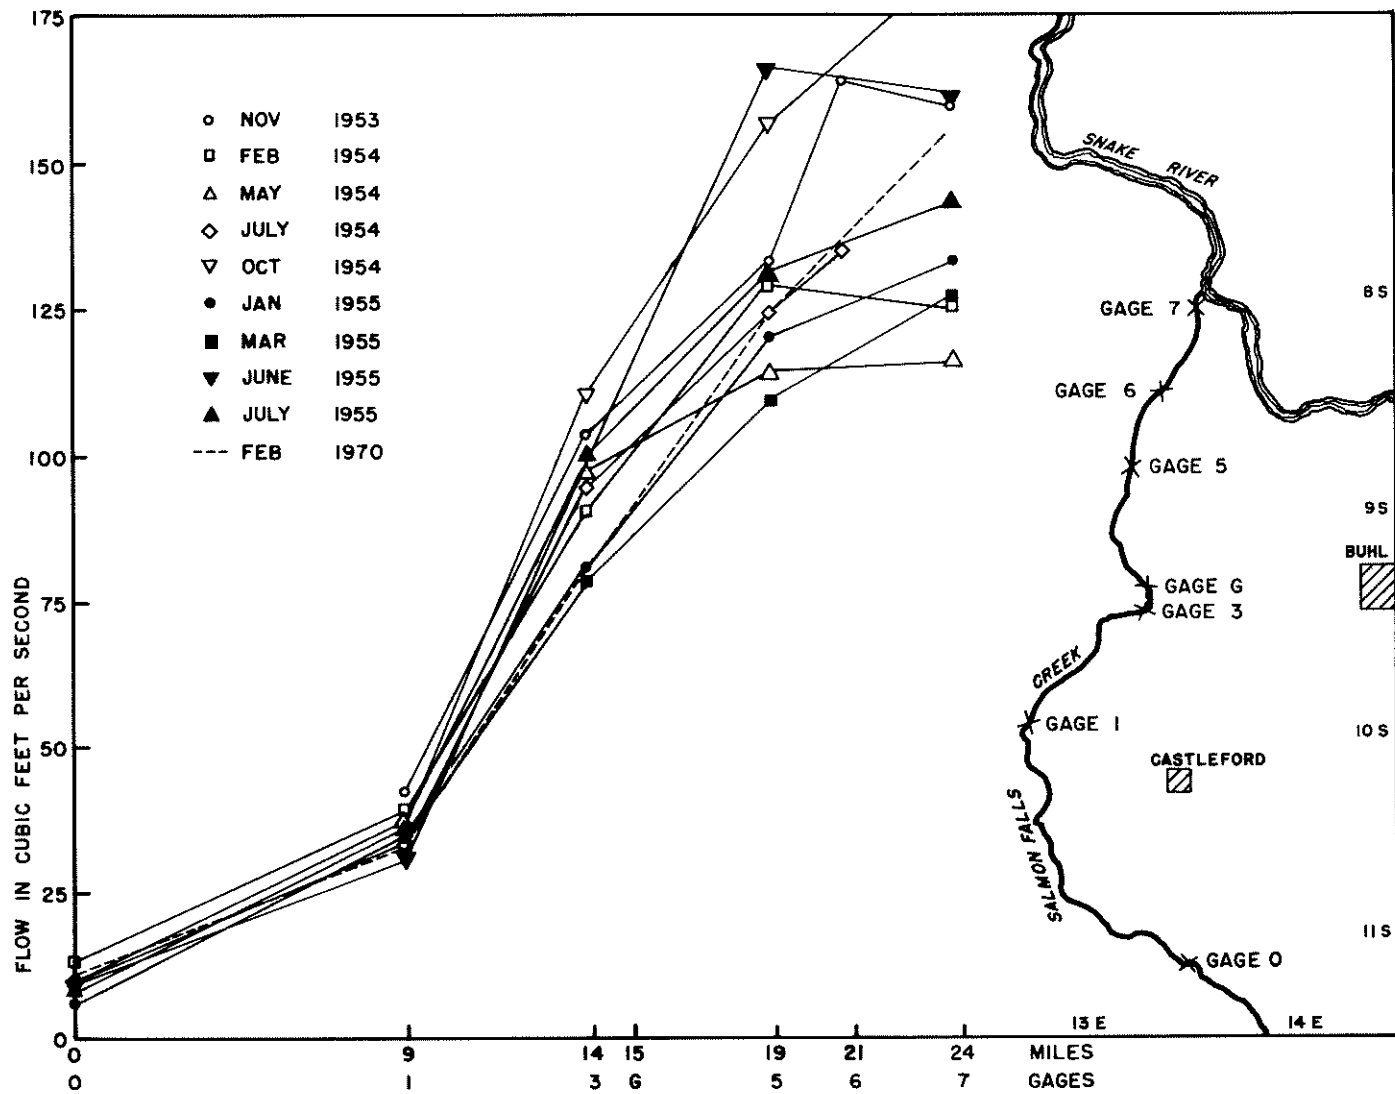 175
150
125
100
75
50
25
0
FLOW IN CUBIC FEET PER SECOND
NOV 1953
FEB 1954
MAY 1954
JULY 1954
OCT 1954
JAN 1955
MAR 1955
JUNE 1955
JULY 1955
FEB 1970
0 9 14 15 19 21 24 MILES
0 1 3 G 5 6 7 GAGES
SNAKE RIVER
8 S
GAGE 7
GAGE 6
GAGE 5
9 S
BUHL
GAGE G
GAGE 3
CREEK
GAGE 1
10 S
CASTLEFORD
SALMON FALLS
11 S
GAGE 0
13 E 14 E